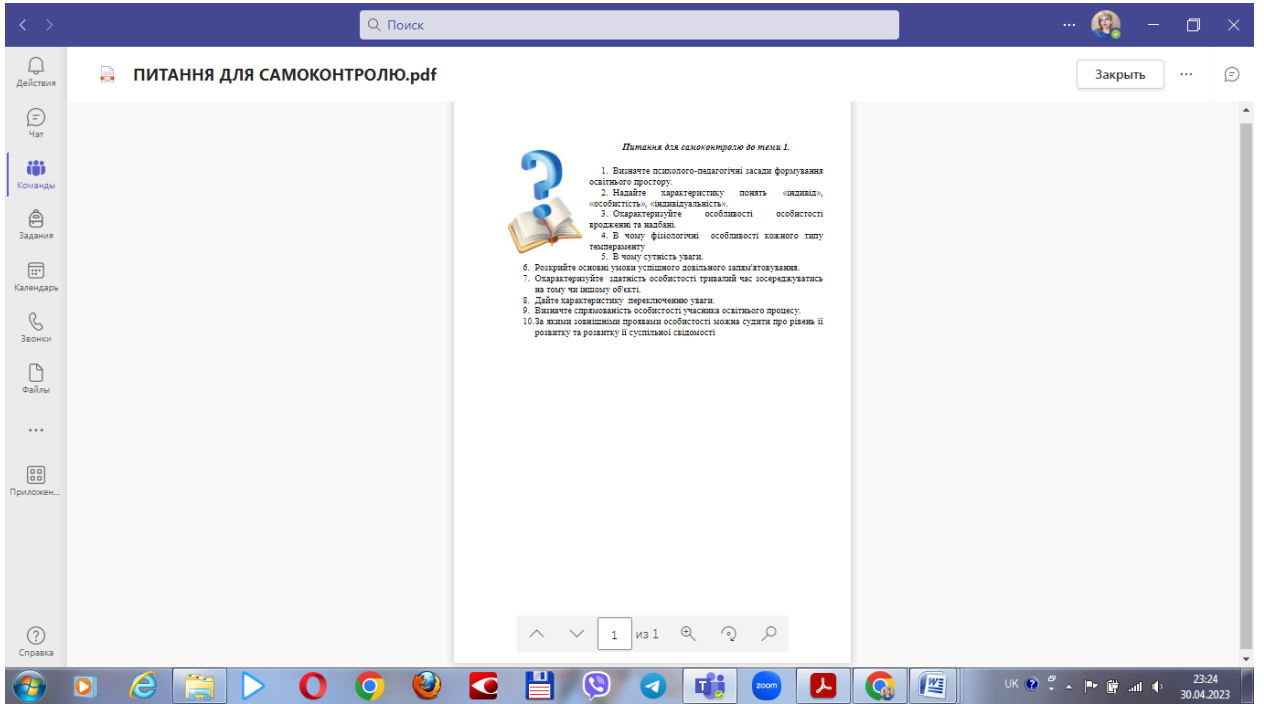 Поиск
Действия
Чат
Команды
Задания
Календарь
Звонки
Файлы
Приложен...
Справка
ПИТАННЯ ДЛЯ САМОКОНТРОЛЮ.pdf
Закрыть
Питання для самоконтролю до теми 1.
1. Визначте психолого-педагогічні засади формування
освітнього простору.
2. Надайте характеристику понять «індивід»,
«особистість», «індивідуальність».
3. Охарактеризуйте особливості особистості
вродженні та надбані.
4. В чому фізіологічні особливості кожного типу
темпераменту
5. В чому сутність уваги.
6. Розкрийте основні умови успішного довільного запам'ятовування.
7. Охарактеризуйте здатність особистості тривалий час зосереджуватись
на тому чи іншому об'єкті.
8. Дайте характеристику переключенню уваги.
9. Визначте спрямованість особистості учасника освітнього процесу.
10. За якими зовнішніми проявами особистості можна судити про рівень її
розвитку та розвитку її суспільної свідомості
1 из 1
zoom
UK
23:24
30.04.2023